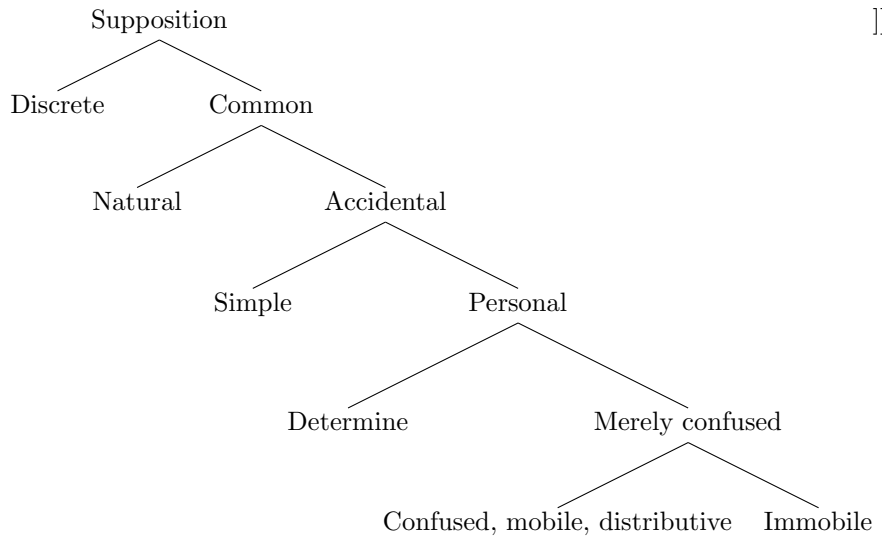 Supposition
]]
Discrete Common
Natural Accidental
Simple Personal
Determine Merely confused
Confused, mobile, distributive Immobile